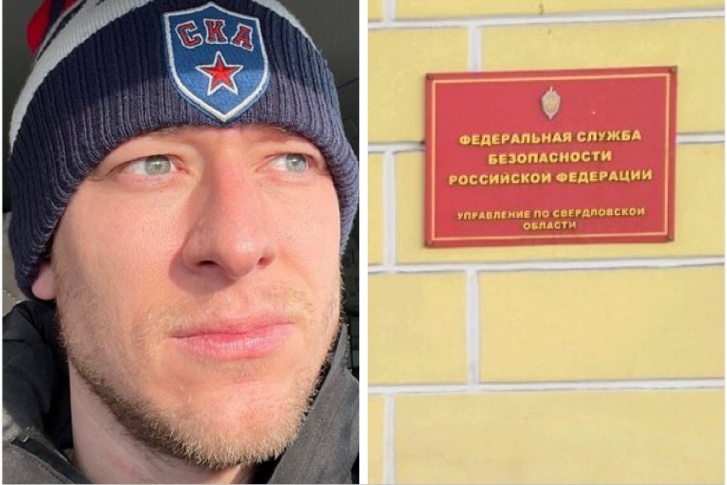 СКА
ФЕДЕРАЛЬНАЯ СЛУЖБА
БЕЗОПАСНОСТИ
РОССИЙСКОЙ ФЕДЕРАЦИИ
УПРАВЛЕНИЕ ПО СВЕРДЛОВСКОЙ
ОБЛАСТИ